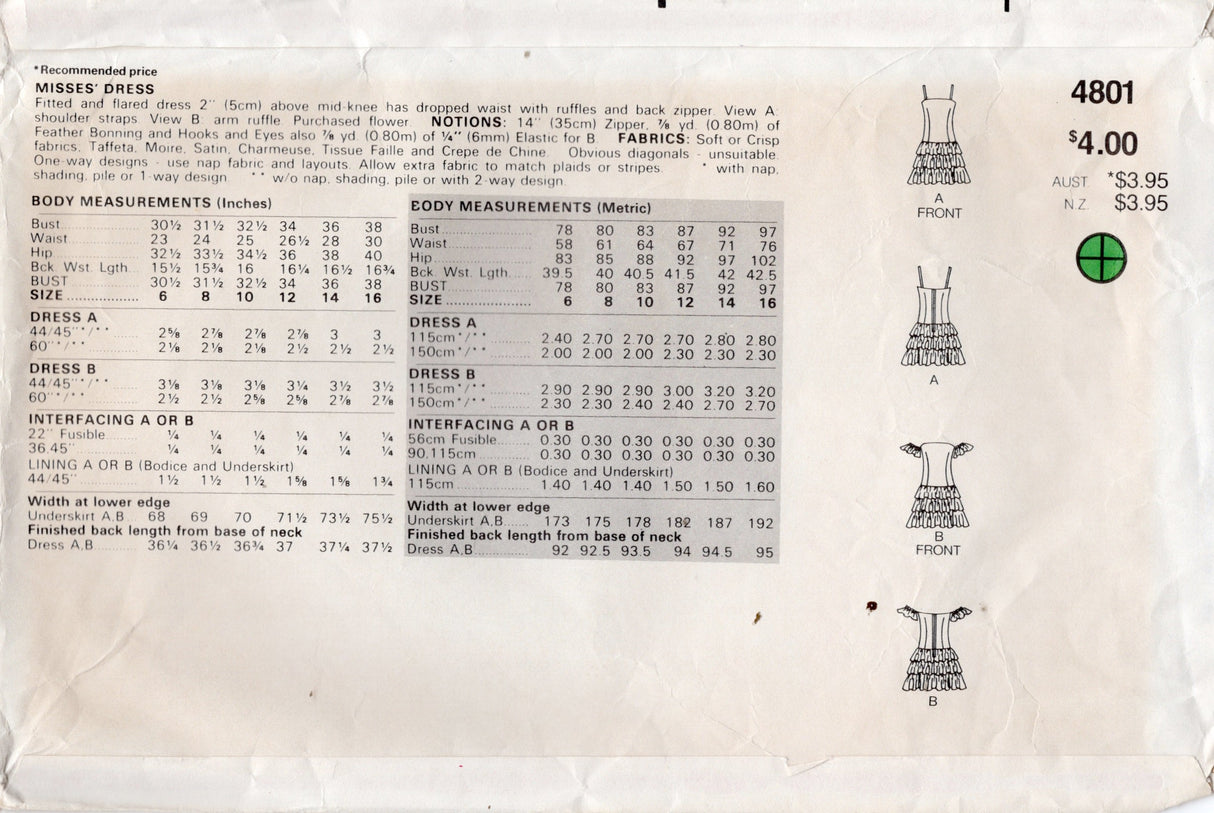 *Recommended price
MISSES' DRESS
Fitted and flared dress 2'' (5cm) above mid-knee has dropped waist with ruffles and back zipper. View A:
shoulder straps. View B: arm ruffle. Purchased flower. NOTIONS: 14'' (35cm) Zipper, ⅞ yd. (0.80m) of
Feather Bonning and Hooks and Eyes also ⅞ yd. (0.80m) of ¼'' (6mm) Elastic for B. FABRICS: Soft or Crisp
fabrics, Taffeta, Moire, Satin, Charmeuse, Tissue Faille and Crepe de Chine. Obvious diagonals - unsuitable.
One-way designs - use nap fabric and layouts. Allow extra fabric to match plaids or stripes. * with nap,
shading, pile or 1-way design. ** w/o nap, shading, pile or with 2-way design.
BODY MEASUREMENTS (Inches)
Bust 30½ 31½ 32½ 34 36 38
Waist 23 24 25 26½ 28 30
Hip 32½ 33½ 34½ 36 38 40
Bck. Wst. Lgth. 15½ 15¾ 16 16¼ 16½ 16¾
BUST 30½ 31½ 32½ 34 36 38
SIZE 6 8 10 12 14 16
DRESS A
44/45''*/** 2⅝ 2⅞ 2⅞ 2⅞ 3 3
60''*/** 2⅛ 2⅛ 2⅛ 2½ 2½ 2½
DRESS B
44/45''*/** 3⅛ 3⅛ 3⅛ 3¼ 3½ 3½
60''*/** 2½ 2½ 2⅝ 2⅝ 2⅞ 2⅞
INTERFACING A OR B
22'' Fusible ¼ ¼ ¼ ¼ ¼ ¼
36,45'' ¼ ¼ ¼ ¼ ¼ ¼
LINING A OR B (Bodice and Underskirt)
44/45'' 1½ 1½ 1½ 1⅝ 1⅝ 1¾
Width at lower edge
Underskirt A,B 68 69 70 71½ 73½ 75½
Finished back length from base of neck
Dress A,B 36¼ 36½ 36¾ 37 37¼ 37½
BODY MEASUREMENTS (Metric)
Bust 78 80 83 87 92 97
Waist 58 61 64 67 71 76
Hip 83 85 88 92 97 102
Bck. Wst. Lgth. 39.5 40 40.5 41.5 42 42.5
BUST 78 80 83 87 92 97
SIZE 6 8 10 12 14 16
DRESS A
115cm*/** 2.40 2.70 2.70 2.70 2.80 2.80
150cm*/** 2.00 2.00 2.00 2.30 2.30 2.30
DRESS B
115cm*/** 2.90 2.90 2.90 3.00 3.20 3.20
150cm*/** 2.30 2.30 2.40 2.40 2.70 2.70
INTERFACING A OR B
56cm Fusible 0.30 0.30 0.30 0.30 0.30 0.30
90,115cm 0.30 0.30 0.30 0.30 0.30 0.30
LINING A OR B (Bodice and Underskirt)
115cm 1.40 1.40 1.40 1.50 1.50 1.60
Width at lower edge
Underskirt A,B 173 175 178 182 187 192
Finished back length from base of neck
Dress A,B 92 92.5 93.5 94 94.5 95
A
FRONT
A
B
FRONT
B
4801
$4.00
AUST. *$3.95
N.Z. $3.95